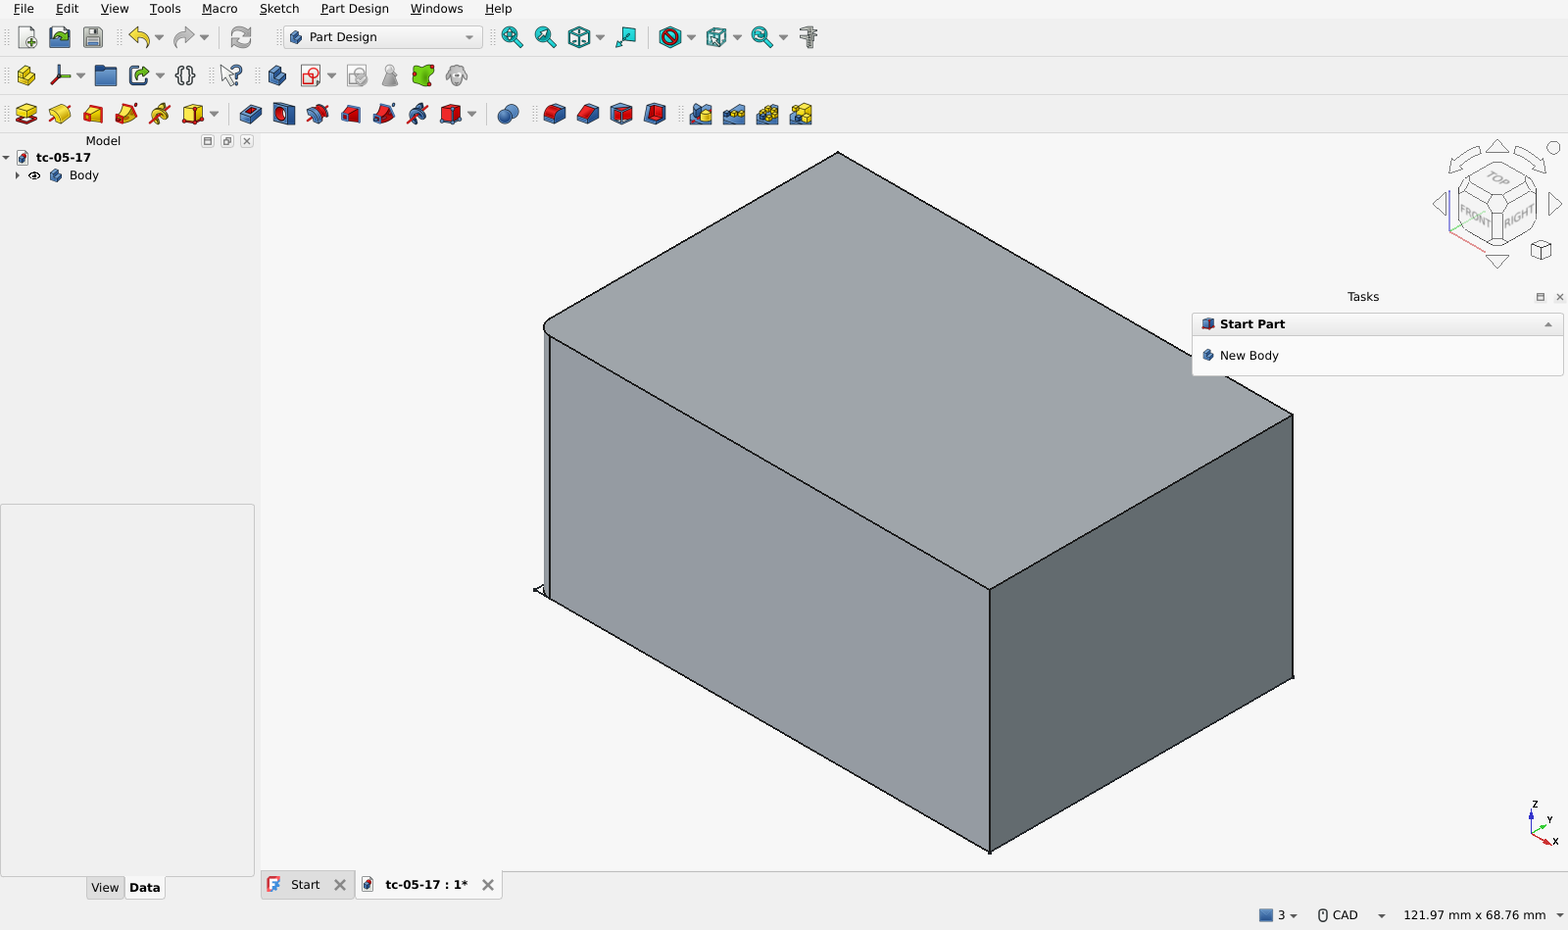 File Edit View Tools Macro Sketch Part Design Windows Help
Part Design
Model
tc-05-17
Body
TOP
FRONT RIGHT
Tasks
Start Part
New Body
Z
Y
X
View Data
Start tc-05-17 : 1*
3 CAD 121.97 mm x 68.76 mm